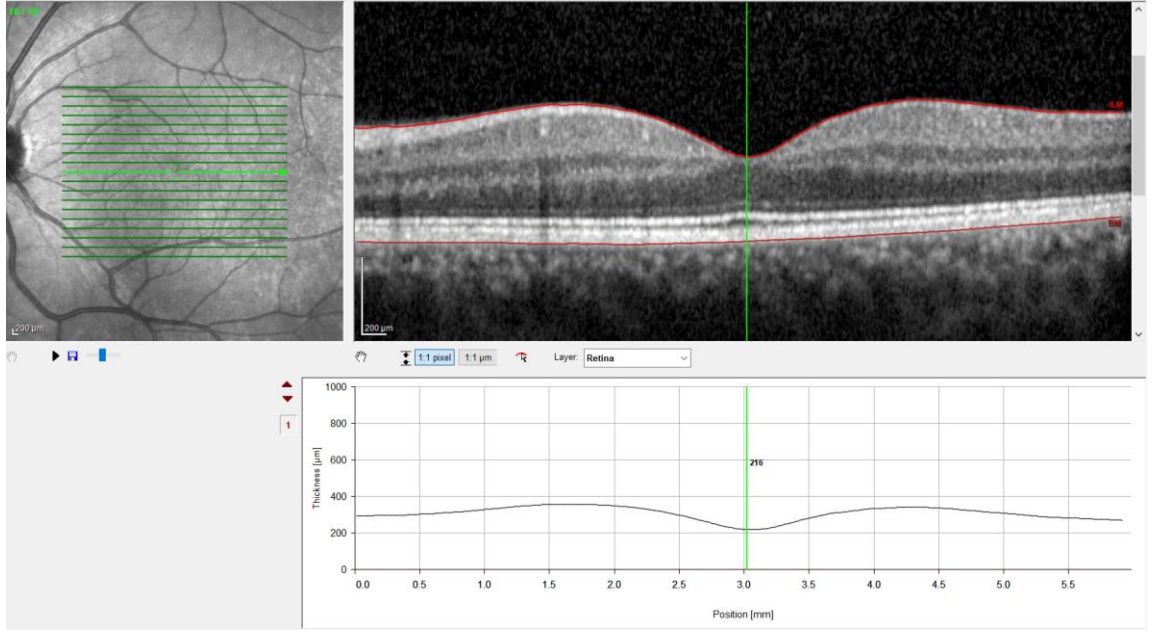 10 / 19
ILM
BM
200 µm
200 µm
1:1 pixel
1:1 µm
Layer:
Retina
1
Thickness [µm]
1000
800
600
400
200
0
216
0.0
0.5
1.0
1.5
2.0
2.5
3.0
3.5
4.0
4.5
5.0
5.5
Position [mm]